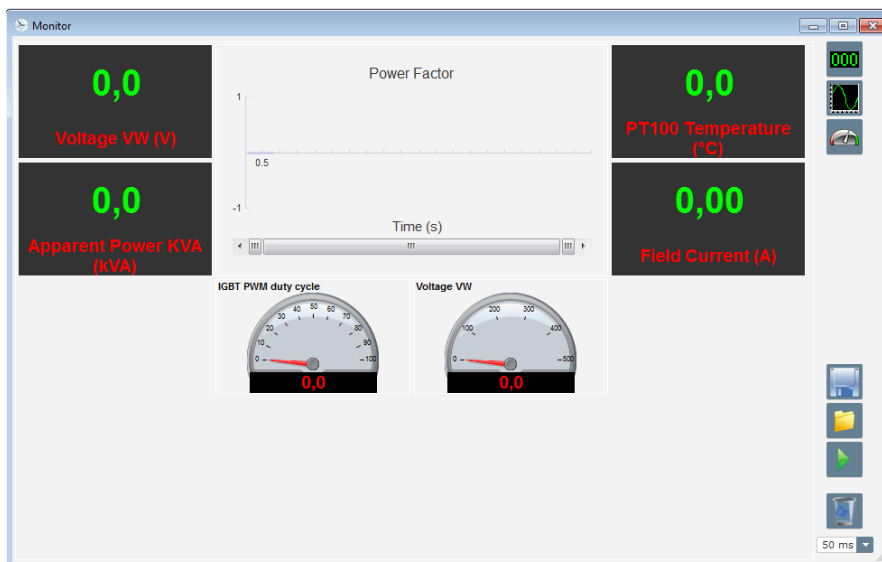 Monitor
0,0
Voltage VW (V)
0,0
Apparent Power KVA
(kVA)
Power Factor
1
0.5
-1
Time (s)
0,0
PT100 Temperature
(°C)
0,00
Field Current (A)
000
IGBT PWM duty cycle
0
10
20
30
40
50
60
70
80
90
100
0,0
Voltage VW
0
100
200
300
400
500
0,0
50 ms